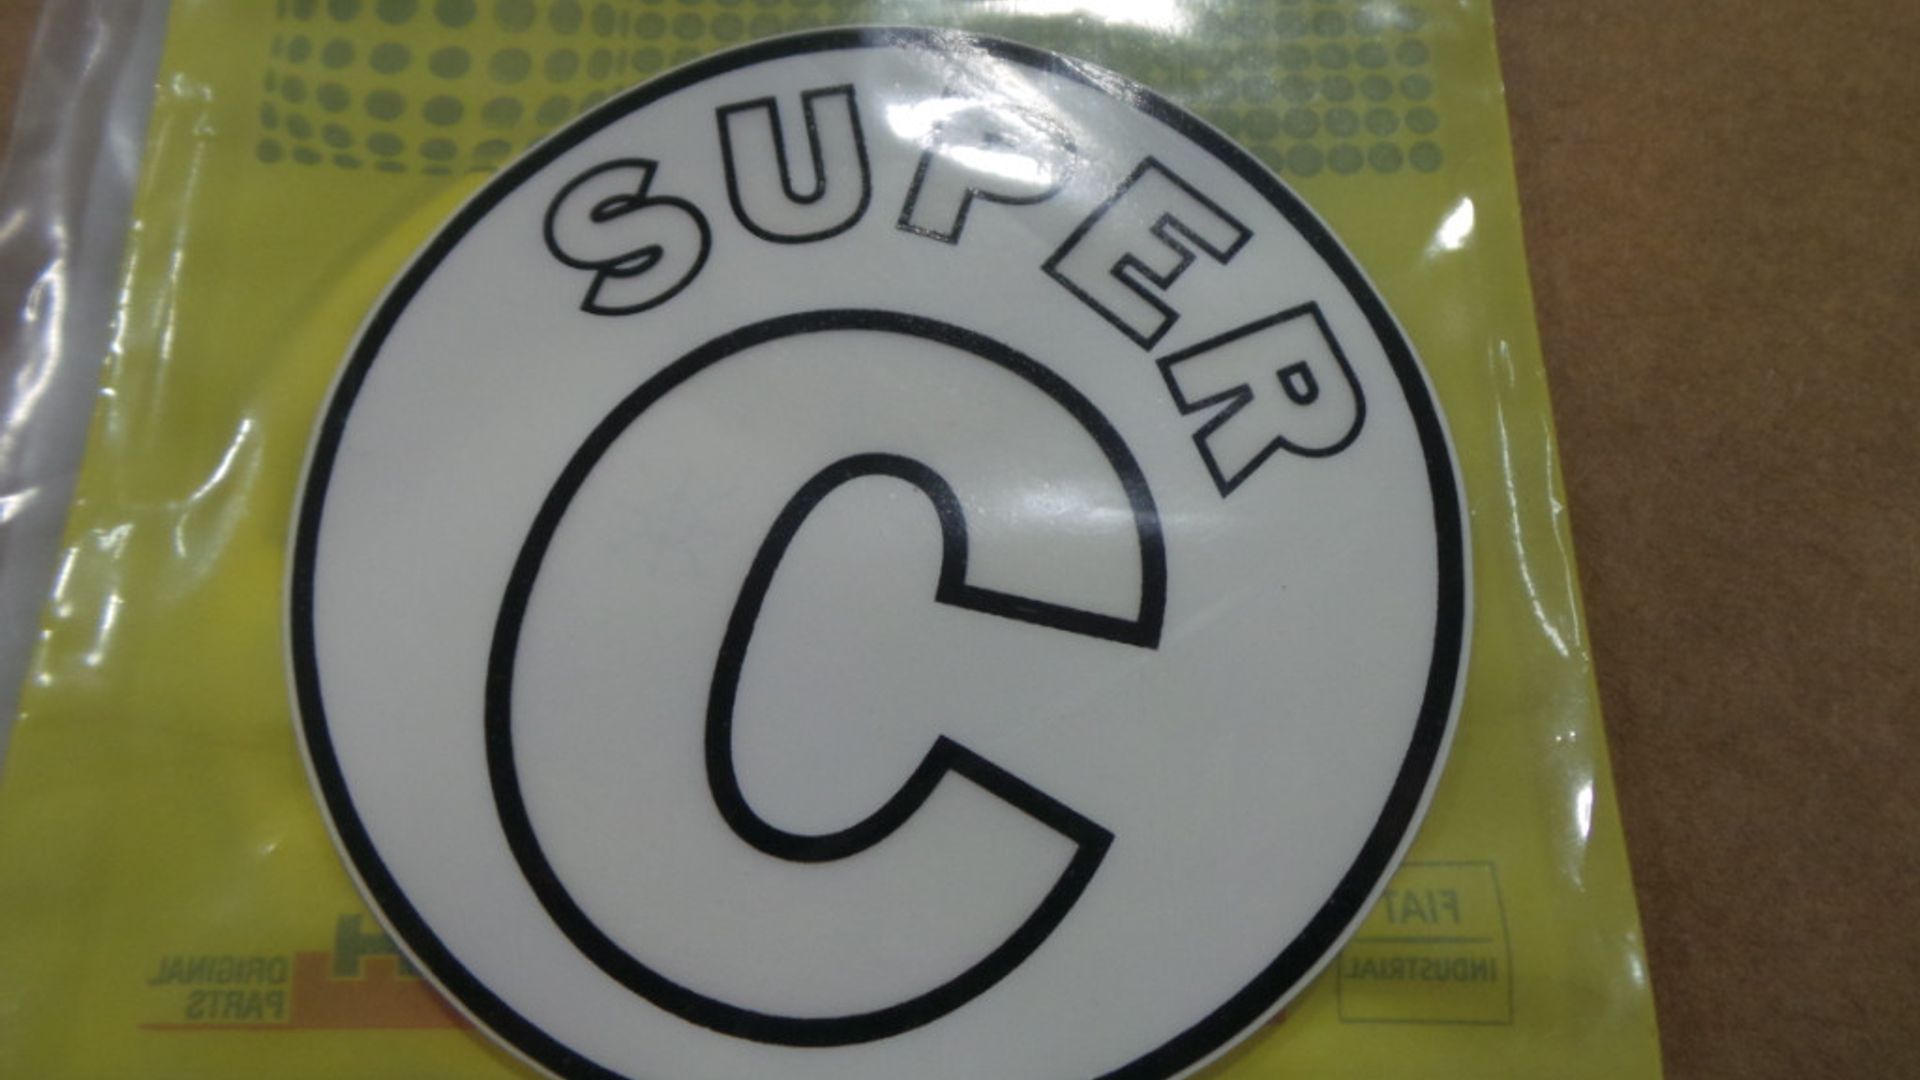 SUPER
C
ORIGINAL
PARTS
H
FIAT
INDUSTRIAL